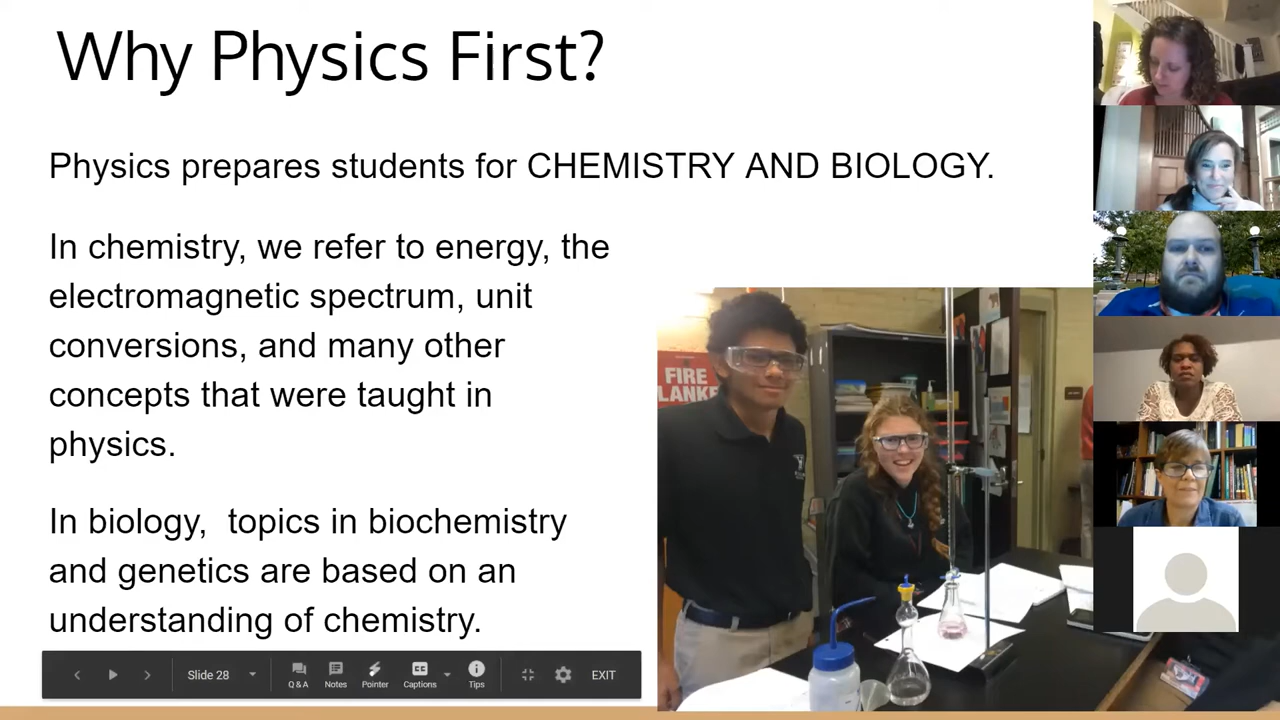 Why Physics First?
Physics prepares students for CHEMISTRY AND BIOLOGY.
In chemistry, we refer to energy, the
electromagnetic spectrum, unit
conversions, and many other
concepts that were taught in
physics.
In biology,  topics in biochemistry
and genetics are based on an
understanding of chemistry.
FIRE
Slide 28
Q & A
Notes
Pointer
Captions
Tips
EXIT